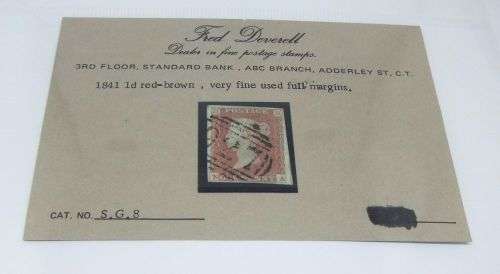 Fred Deverell
Dealer in fine postage stamps.
3RD FLOOR, STANDARD BANK, ABC BRANCH, ADDERLEY ST, C.T.
1841 1d red-brown, very fine used full margins.
POSTAGE
CAT. NO. S.G.8